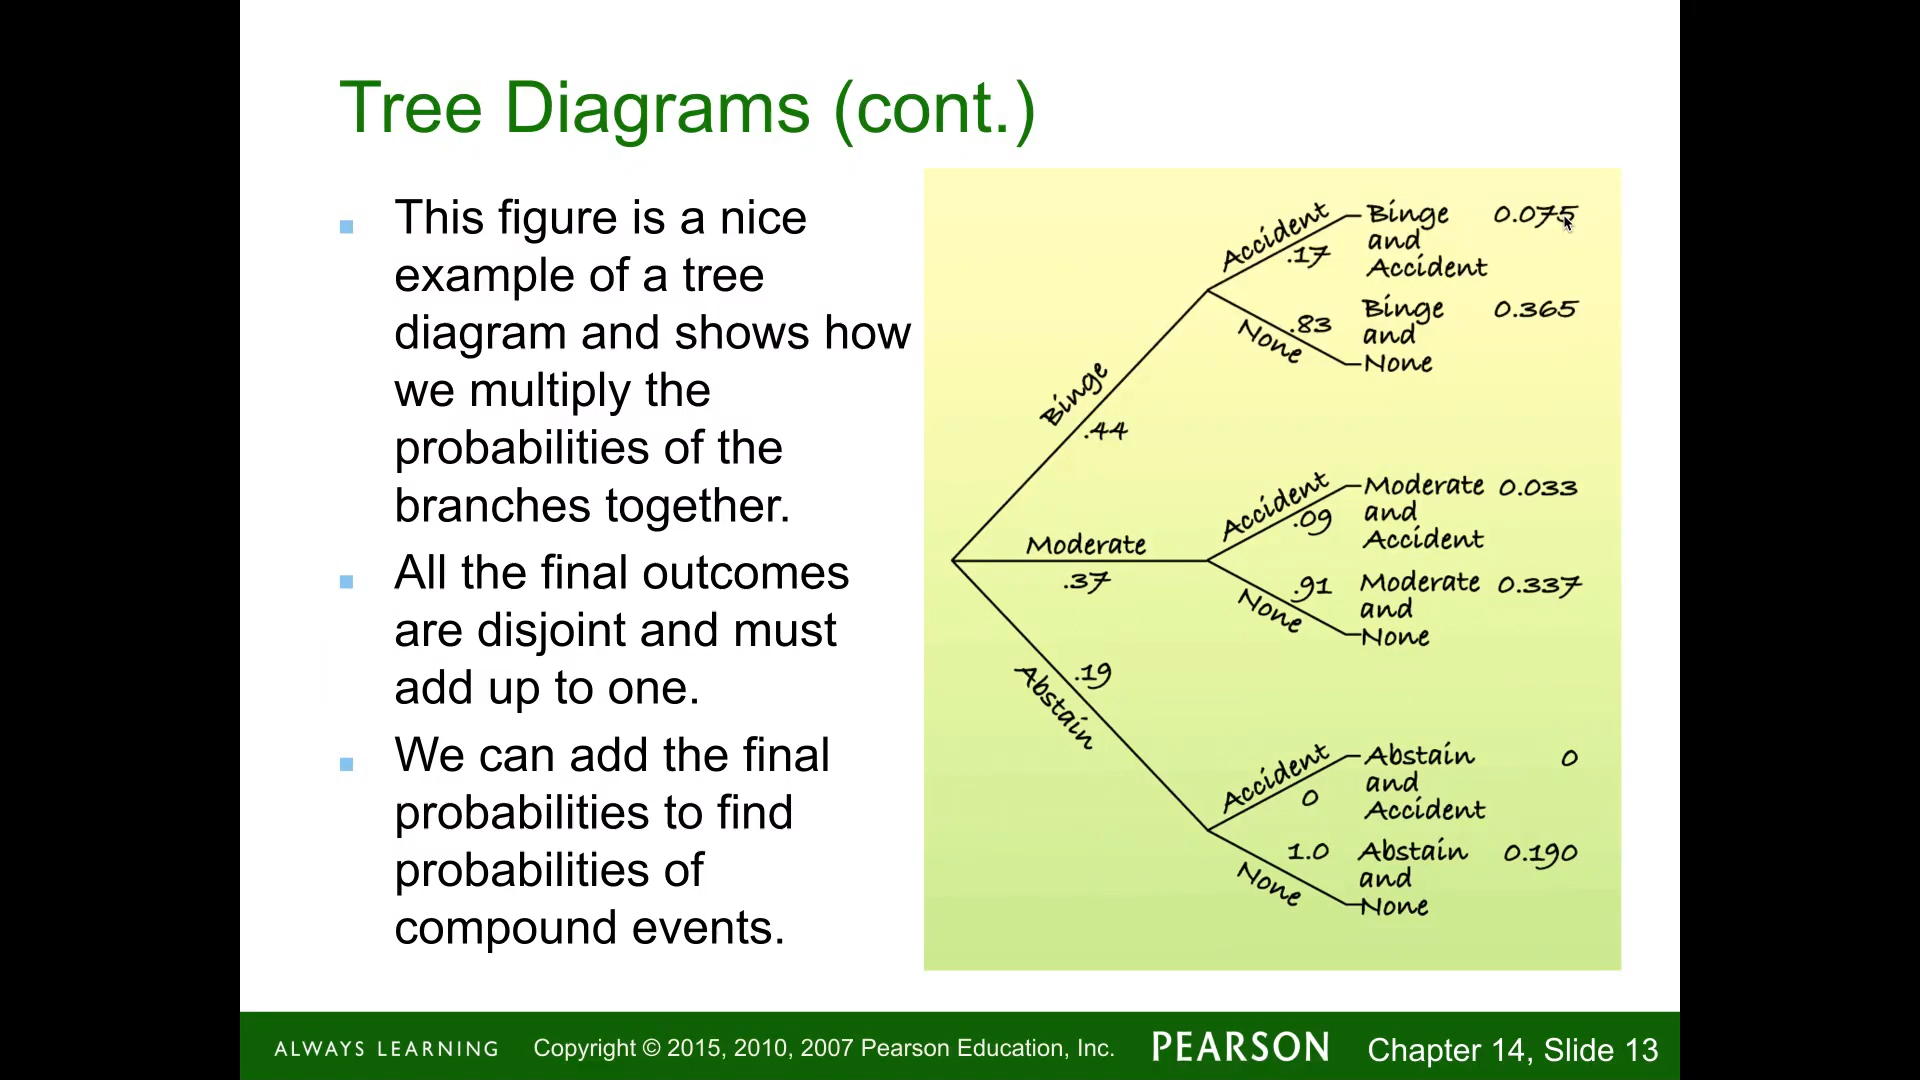 Tree Diagrams (cont.)
This figure is a nice
example of a tree
diagram and shows how
we multiply the
probabilities of the
branches together.
All the final outcomes
are disjoint and must
add up to one.
We can add the final
probabilities to find
probabilities of
compound events.
Binge
.44
Accident
.17
Binge 0.075
and
Accident
None
.83
Binge 0.365
and
None
Moderate
.37
Accident
.09
Moderate 0.033
and
Accident
None
.91
Moderate 0.337
and
None
Abstain
.19
Accident
0
Abstain 0
and
Accident
None
1.0
Abstain 0.190
and
None
ALWAYS LEARNING
Copyright © 2015, 2010, 2007 Pearson Education, Inc.
PEARSON
Chapter 14, Slide 13